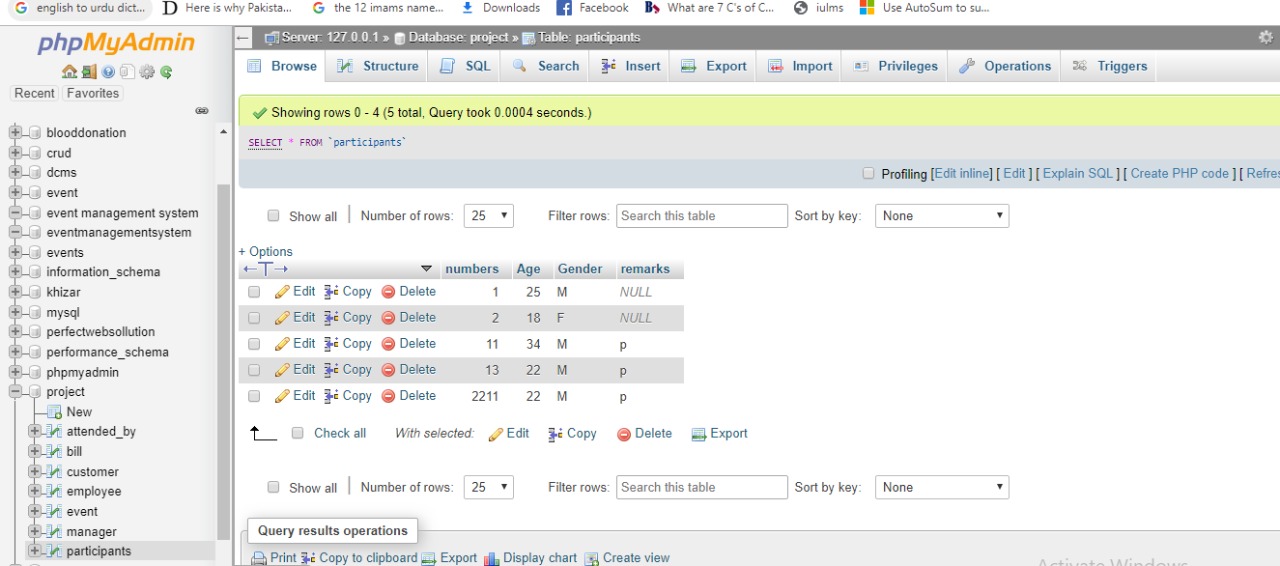 english to urdu dict... Here is why Pakista... the 12 imams name... Downloads Facebook What are 7 C's of C... iulms Use AutoSum to su...
phpMyAdmin
Recent Favorites
blooddonation
crud
dcms
event
event management system
eventmanagementsystem
events
information_schema
khizar
mysql
perfectwebsollution
performance_schema
phpmyadmin
project
New
attended_by
bill
customer
employee
event
manager
participants
Server: 127.0.0.1 » Database: project » Table: participants
Browse Structure SQL Search Insert Export Import Privileges Operations Triggers
Showing rows 0 - 4 (5 total, Query took 0.0004 seconds.)
SELECT * FROM `participants`
Profiling [Edit inline] [ Edit ] [ Explain SQL ] [ Create PHP code ] [ Refres
Show all | Number of rows: 25 Filter rows: Search this table Sort by key: None
+ Options
←T→ numbers Age Gender remarks
Edit Copy Delete 1 25 M NULL
Edit Copy Delete 2 18 F NULL
Edit Copy Delete 11 34 M p
Edit Copy Delete 13 22 M p
Edit Copy Delete 2211 22 M p
Check all With selected: Edit Copy Delete Export
Show all | Number of rows: 25 Filter rows: Search this table Sort by key: None
Query results operations
Print Copy to clipboard Export Display chart Create view
Activate Windows